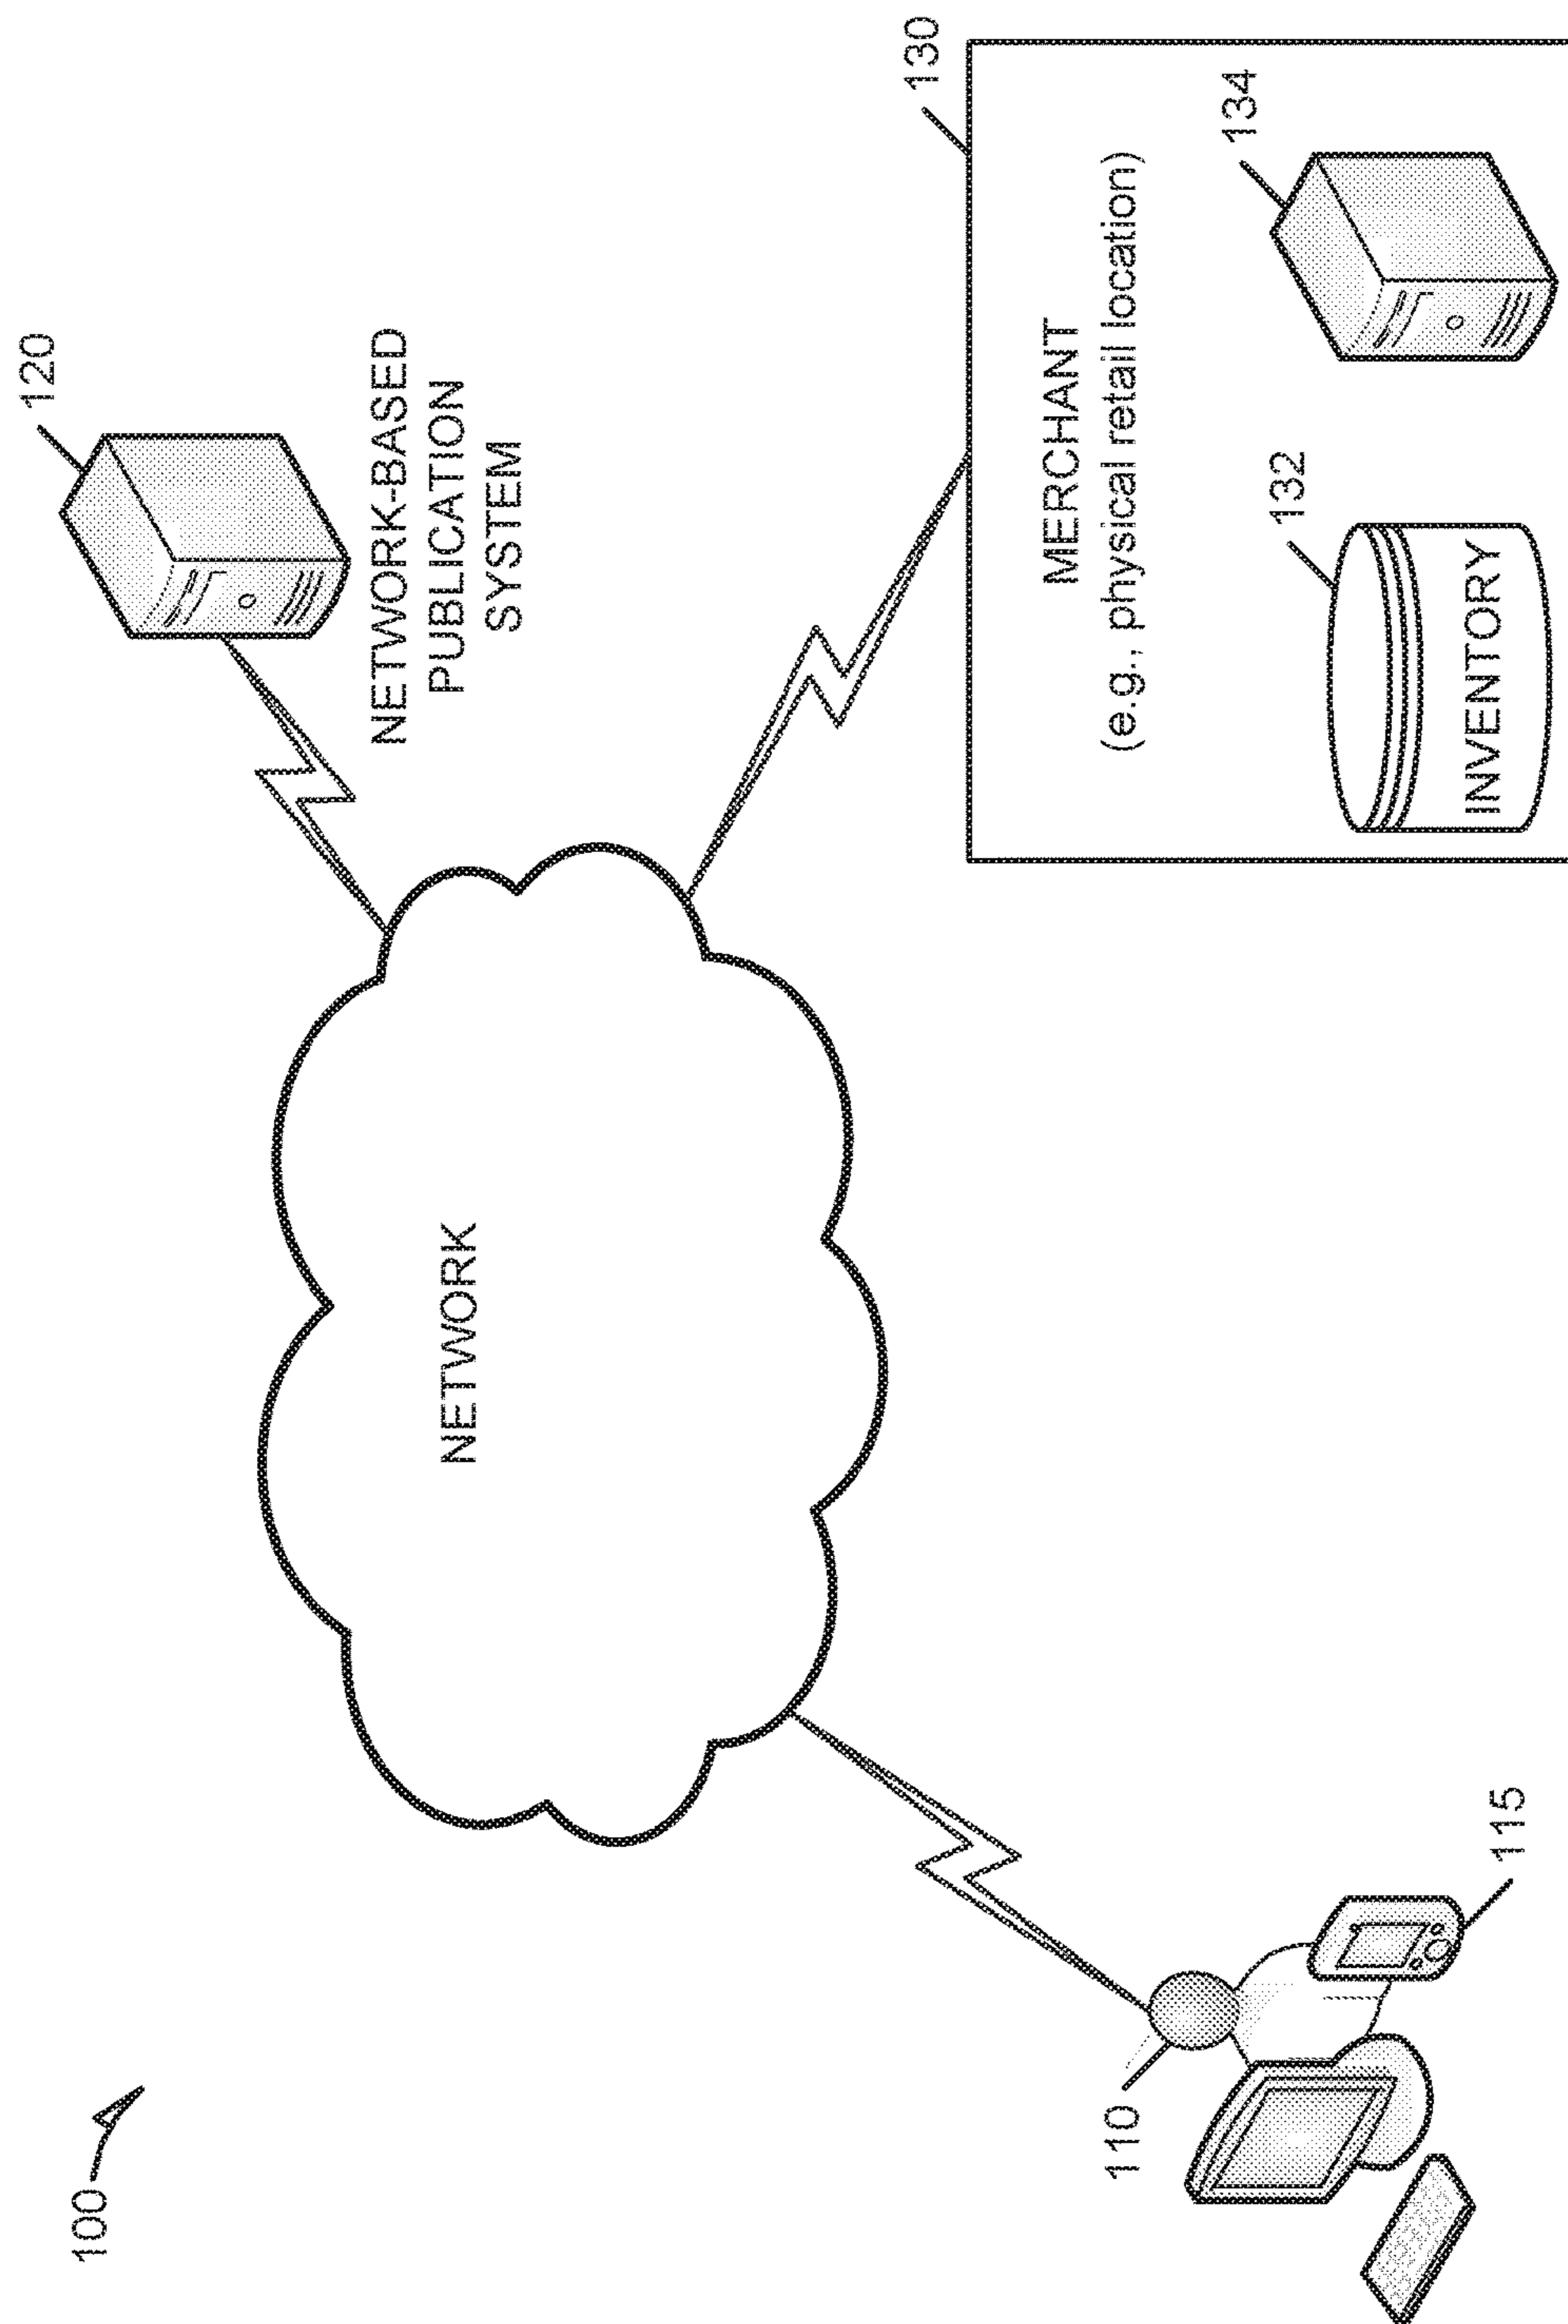 100
120
NETWORK-BASED
PUBLICATION
SYSTEM
NETWORK
130
MERCHANT
(e.g., physical retail location)
132
134
INVENTORY
110
115